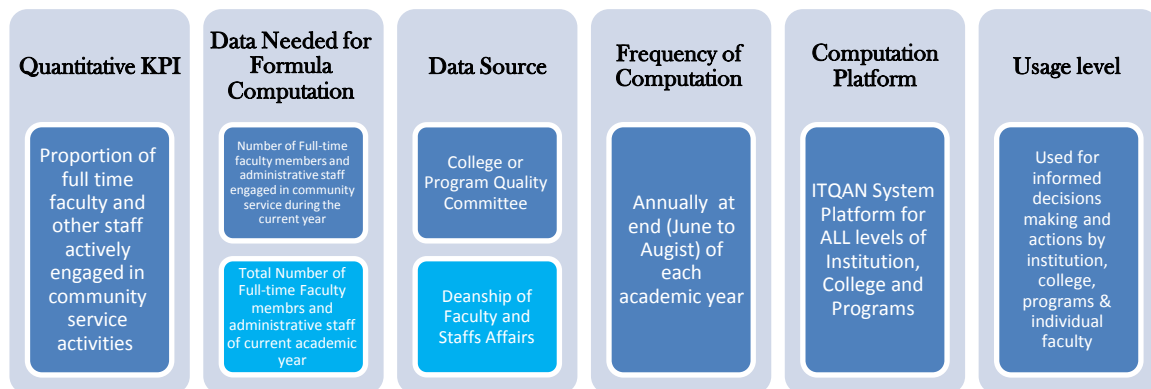 Quantitative KPI
Proportion of
full time
faculty and
other staff
actively
engaged in
community
service
activities
Data Needed for
Formula
Computation
Number of Full-time
faculty members and
administrative staff
engaged in community
service during the
current year
Total Number of
Full-time Faculty
membrs and
administrative staff
of current academic
year
Data Source
College or
Program Quality
Committee
Deanship of
Faculty and
Staffs Affairs
Frequency of
Computation
Annually at
end (June to
Augist) of
each
academic year
Computation
Platform
ITQAN System
Platform for
ALL levels of
Institution,
College and
Programs
Usage level
Used for
informed
decisions
making and
actions by
institution,
college,
programs &
individual
faculty